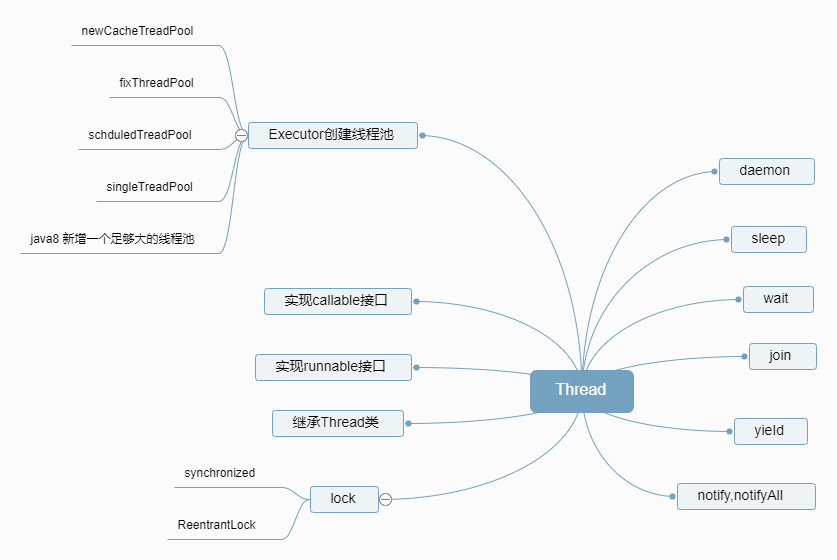 newCacheTreadPool
fixThreadPool
schduledTreadPool
singleTreadPool
java8 新增一个足够大的线程池
Executor创建线程池
实现callable接口
实现runnable接口
继承Thread类
synchronized
ReentrantLock
lock
Thread
daemon
sleep
wait
join
yield
notify,notifyAll